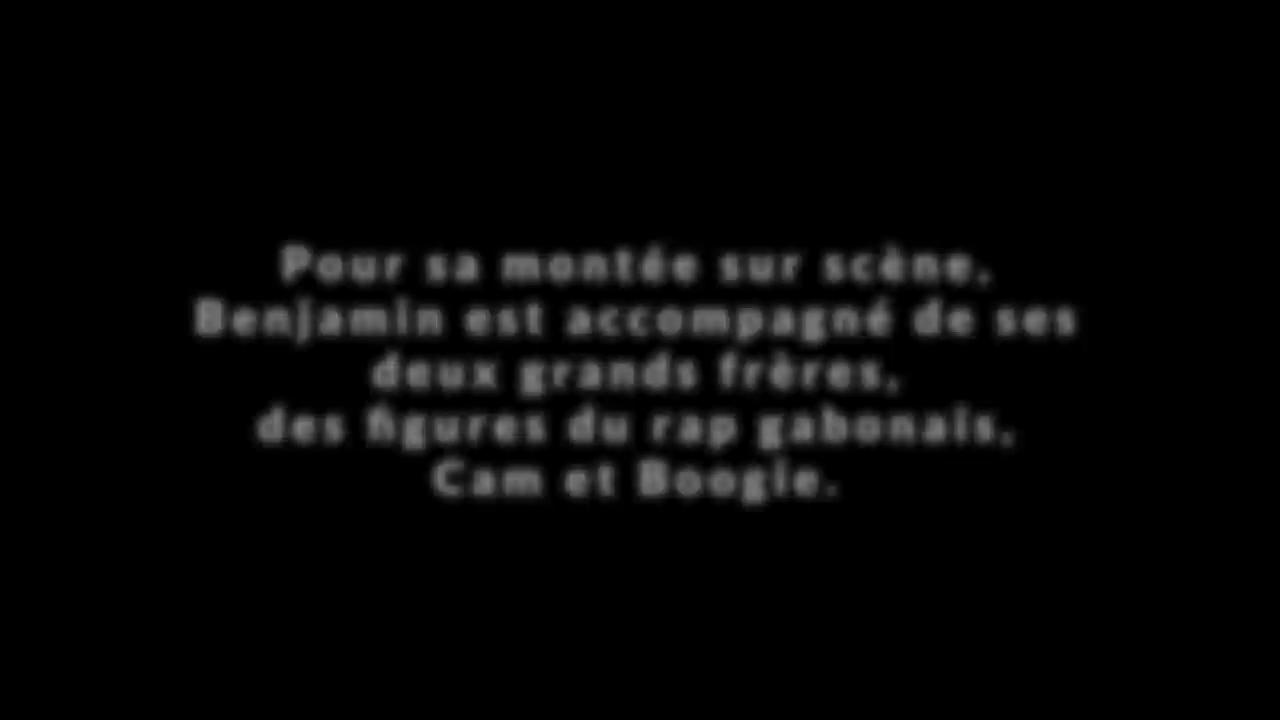 Pour sa montée sur scène,
Benjamin est accompagné de ses
deux grands frères,
des figures du rap gabonais,
Cam et Boogie.